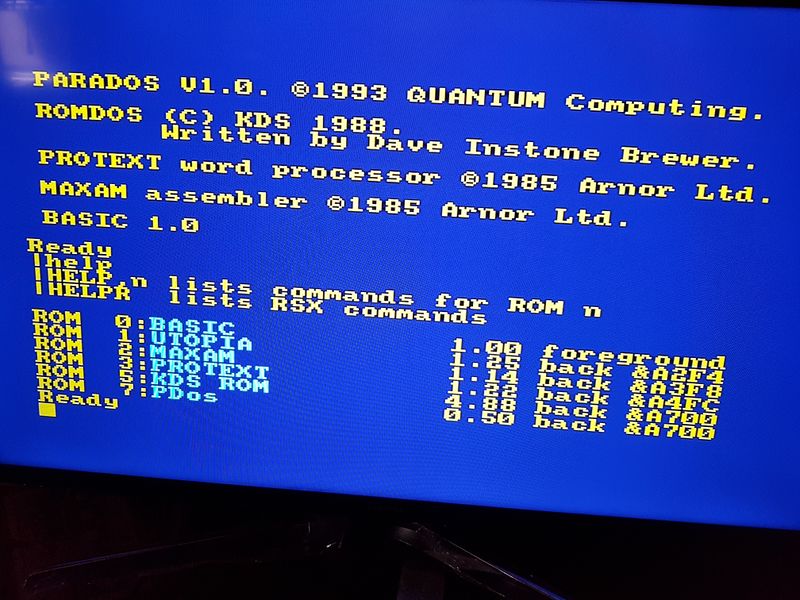 PARADOS V1.0. ©1993 QUANTUM Computing.
ROMDOS (C) KDS 1988.
Written by Dave Instone Brewer.
PROTEXT word processor ©1985 Arnor Ltd.
MAXAM assembler ©1985 Arnor Ltd.
BASIC 1.0
Ready
|help
|HELP,n lists commands for ROM n
|HELPR lists RSX commands
ROM 0:BASIC 1.00 foreground
ROM 1:UTOPIA 1.25 back &A2F4
ROM 2:MAXAM 1.14 back &A3F8
ROM 3:PROTEXT 1.22 back &A4FC
ROM 5:KDS ROM 4.88 back &A700
ROM 7:PDos 0.50 back &A700
Ready